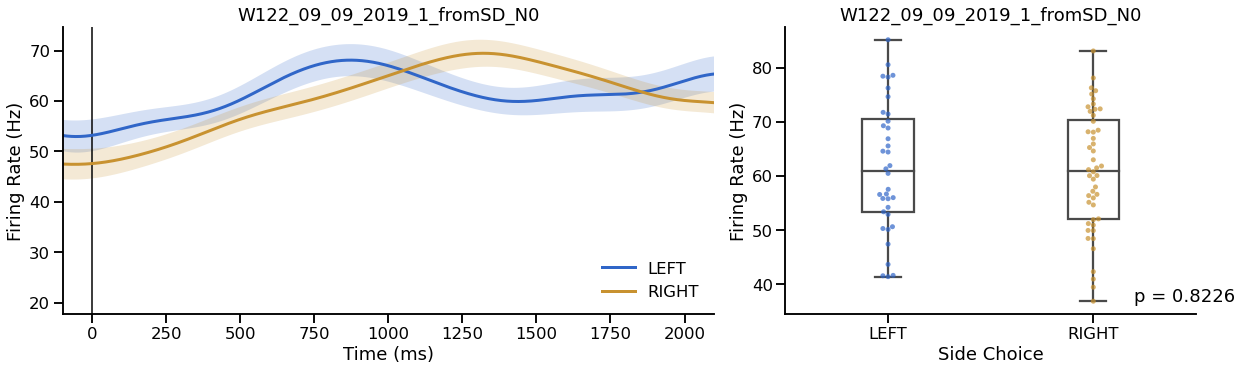 W122_09_09_2019_1_fromSD_N0
Firing Rate (Hz)
70
60
50
40
30
20
LEFT
RIGHT
0
250
500
750
1000
1250
1500
1750
2000
Time (ms)
W122_09_09_2019_1_fromSD_N0
Firing Rate (Hz)
80
70
60
50
40
p = 0.8226
LEFT
RIGHT
Side Choice